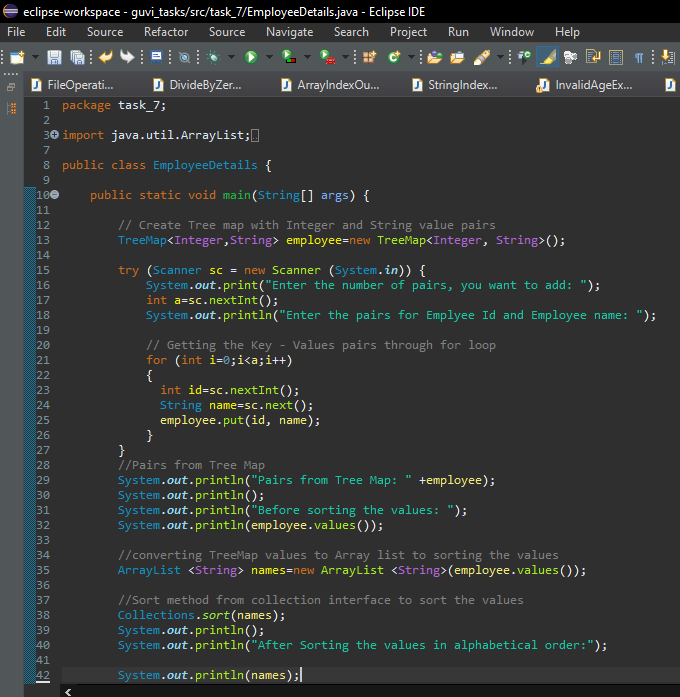 eclipse-workspace - guvi_tasks/src/task_7/EmployeeDetails.java - Eclipse IDE
File Edit Source Refactor Source Navigate Search Project Run Window Help
FileOperati... DivideByZer... ArrayIndexOu... StringIndex... InvalidAgeEx...
1 package task_7;
2
3 import java.util.ArrayList;
7
8 public class EmployeeDetails {
9
10 public static void main(String[] args) {
11
12 // Create Tree map with Integer and String value pairs
13 TreeMap<Integer,String> employee=new TreeMap<Integer, String>();
14
15 try (Scanner sc = new Scanner (System.in)) {
16 System.out.print("Enter the number of pairs, you want to add: ");
17 int a=sc.nextInt();
18 System.out.println("Enter the pairs for Emplyee Id and Employee name: ");
19
20 // Getting the Key - Values pairs through for loop
21 for (int i=0;i<a;i++)
22 {
23 int id=sc.nextInt();
24 String name=sc.next();
25 employee.put(id, name);
26 }
27 }
28 //Pairs from Tree Map
29 System.out.println("Pairs from Tree Map: " +employee);
30 System.out.println();
31 System.out.println("Before sorting the values: ");
32 System.out.println(employee.values());
33
34 //converting TreeMap values to Array list to sorting the values
35 ArrayList <String> names=new ArrayList <String>(employee.values());
36
37 //Sort method from collection interface to sort the values
38 Collections.sort(names);
39 System.out.println();
40 System.out.println("After Sorting the values in alphabetical order:");
41
42 System.out.println(names);